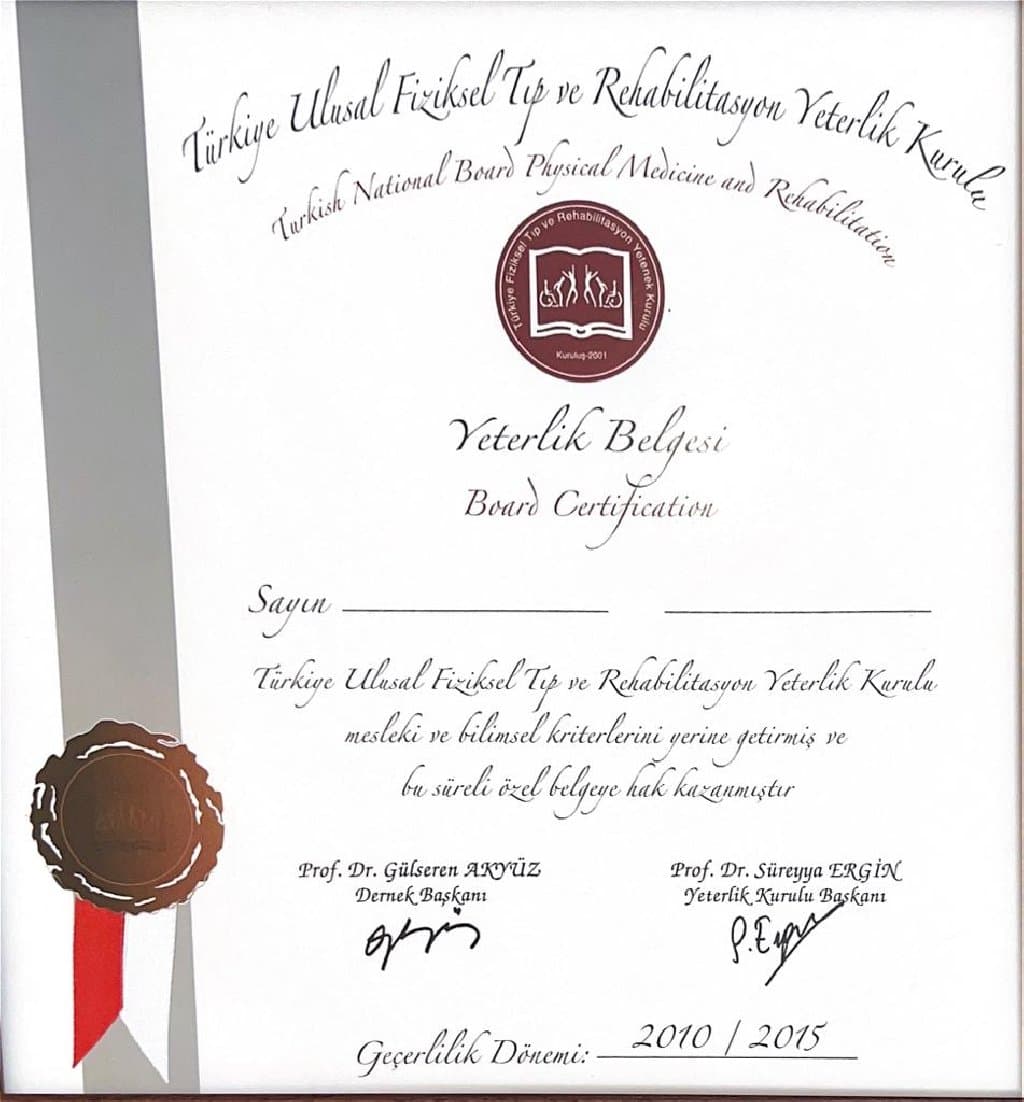 Türkiye Ulusal Fiziksel Tıp ve Rehabilitasyon Yeterlik Kurulu
Turkish National Board Physical Medicine and Rehabilitation
Türkiye Fiziksel Tıp ve Rehabilitasyon Yetenek Kurulu
Kuruluş-2001
Yeterlik Belgesi
Board Certification
Sayın
Türkiye Ulusal Fiziksel Tıp ve Rehabilitasyon Yeterlik Kurulu
mesleki ve bilimsel kriterlerini yerine getirmiş ve
bu süreli özel belgeye hak kazanmıştır
Prof. Dr. Gülseren AKYÜZ
Dernek Başkanı
Prof. Dr. Süreyya ERGİN
Yeterlik Kurulu Başkanı
Geçerlilik Dönemi: 2010 / 2015